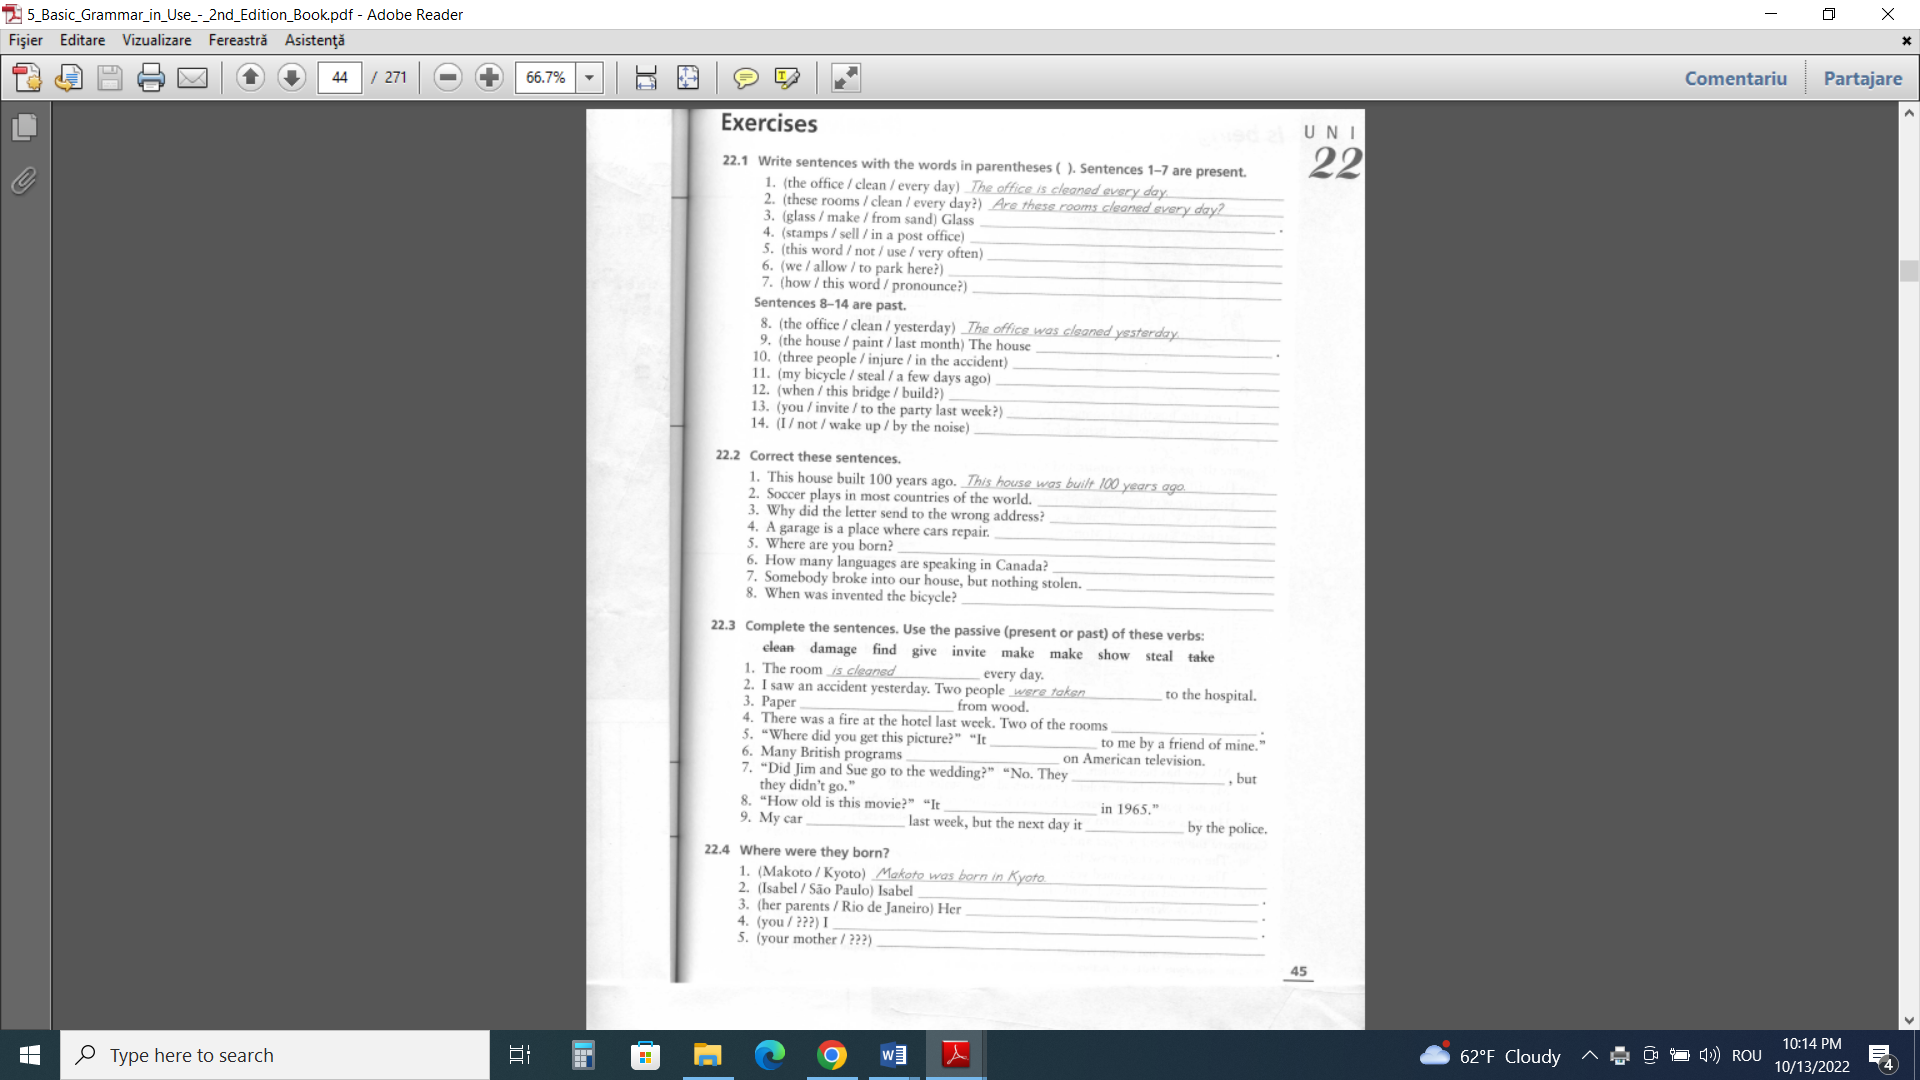 5_Basic_Grammar_in_Use_-_2nd_Edition_Book.pdf - Adobe Reader
Fişier Editare Vizualizare Fereastră Asistenţă
44 / 271 66.7% Comentariu Partajare
Exercises
UNI
22
22.1 Write sentences with the words in parentheses ( ). Sentences 1–7 are present.
1. (the office / clean / every day) The office is cleaned every day.
2. (these rooms / clean / every day?) Are these rooms cleaned every day?
3. (glass / make / from sand) Glass .
4. (stamps / sell / in a post office)
5. (this word / not / use / very often)
6. (we / allow / to park here?)
7. (how / this word / pronounce?)
Sentences 8–14 are past.
8. (the office / clean / yesterday) The office was cleaned yesterday.
9. (the house / paint / last month) The house .
10. (three people / injure / in the accident)
11. (my bicycle / steal / a few days ago)
12. (when / this bridge / build?)
13. (you / invite / to the party last week?)
14. (I / not / wake up / by the noise)
22.2 Correct these sentences.
1. This house built 100 years ago. This house was built 100 years ago.
2. Soccer plays in most countries of the world.
3. Why did the letter send to the wrong address?
4. A garage is a place where cars repair.
5. Where are you born?
6. How many languages are speaking in Canada?
7. Somebody broke into our house, but nothing stolen.
8. When was invented the bicycle?
22.3 Complete the sentences. Use the passive (present or past) of these verbs:
clean damage find give invite make make show steal take
1. The room is cleaned every day.
2. I saw an accident yesterday. Two people were taken to the hospital.
3. Paper from wood.
4. There was a fire at the hotel last week. Two of the rooms .
5. “Where did you get this picture?” “It to me by a friend of mine.”
6. Many British programs on American television.
7. “Did Jim and Sue go to the wedding?” “No. They , but
they didn’t go.”
8. “How old is this movie?” “It in 1965.”
9. My car last week, but the next day it by the police.
22.4 Where were they born?
1. (Makoto / Kyoto) Makoto was born in Kyoto.
2. (Isabel / São Paulo) Isabel .
3. (her parents / Rio de Janeiro) Her .
4. (you / ???) I .
5. (your mother / ???)
45
Type here to search
62°F Cloudy
ROU
10:14 PM
10/13/2022
4